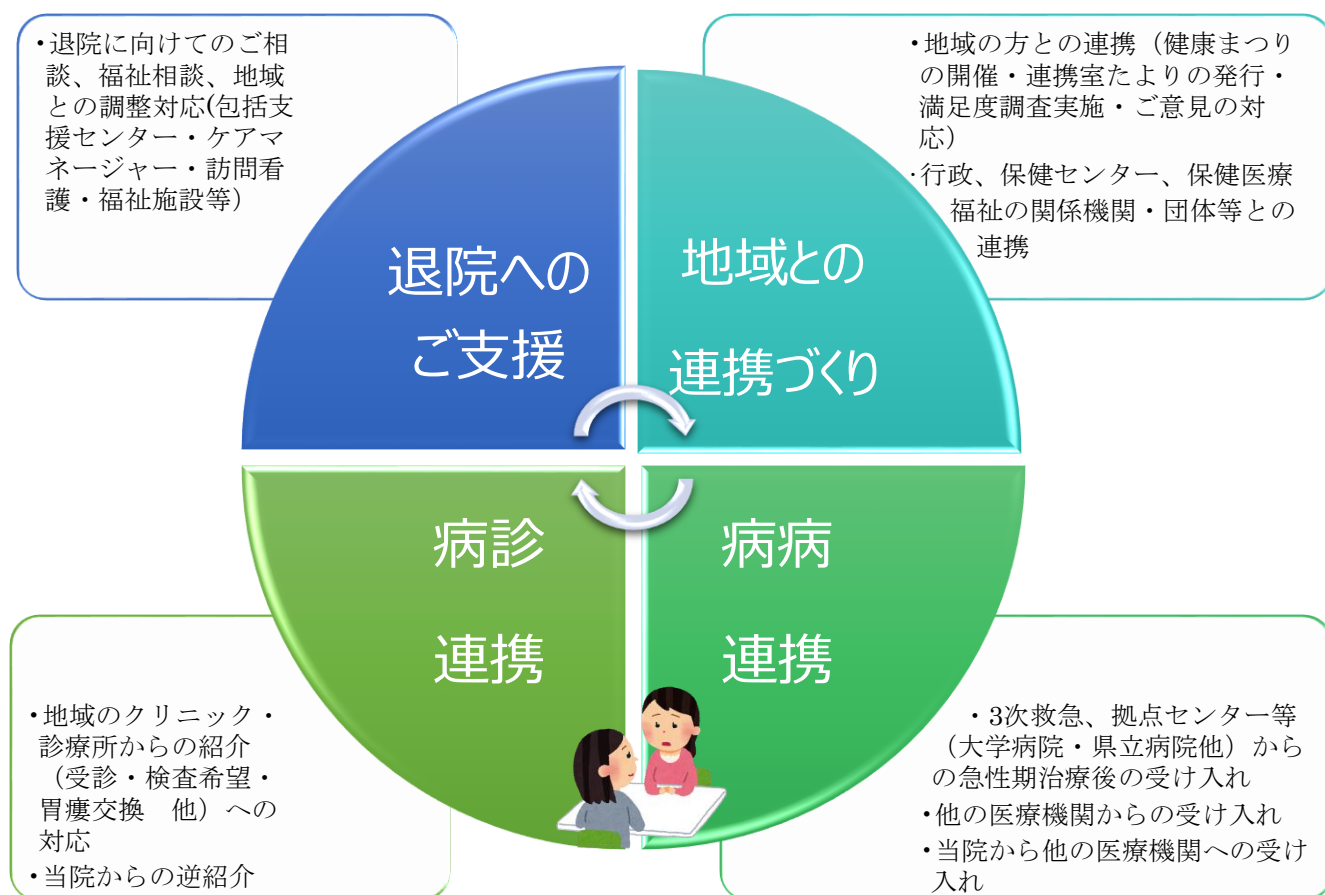 ・退院に向けてのご相
談、福祉相談、地域
との調整対応(包括支
援センター・ケアマ
ネージャー・訪問看
護・福祉施設等）
・地域の方との連携（健康まつり
の開催・連携室たよりの発行・
満足度調査実施・ご意見の対
応）
・行政、保健センター、保健医療
福祉の関係機関・団体等との
連携
退院への
ご支援
地域との
連携づくり
病診
連携
病病
連携
・地域のクリニック・
診療所からの紹介
（受診・検査希望・
胃瘻交換　他）への
対応
・当院からの逆紹介
・3次救急、拠点センター等
（大学病院・県立病院他）から
の急性期治療後の受け入れ
・他の医療機関からの受け入れ
・当院から他の医療機関への受け
入れ